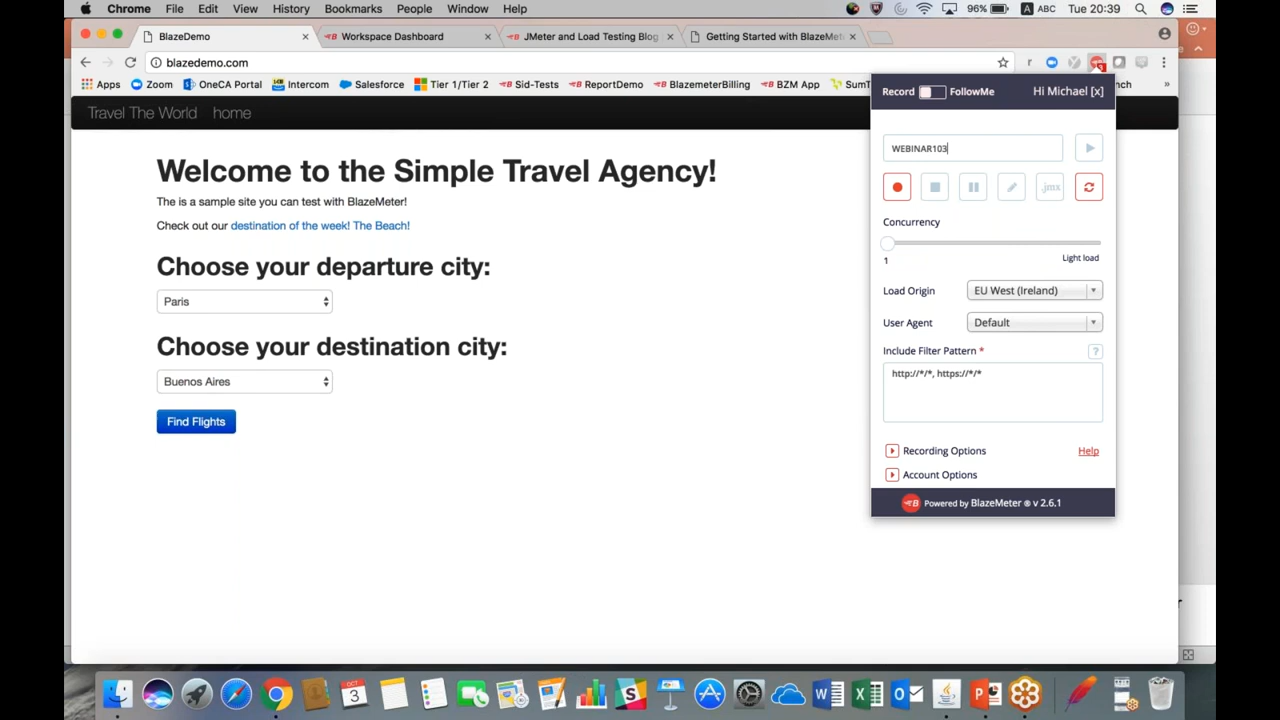 Chrome File Edit View History Bookmarks People Window Help 96% A ABC Tue 20:39
BlazeDemo Workspace Dashboard JMeter and Load Testing Blog Getting Started with BlazeMet
blazedemo.com
Apps Zoom OneCA Portal Intercom Salesforce Tier 1/Tier 2 Sid-Tests ReportDemo BlazemeterBilling BZM App SumT nch »
Travel The World home
Welcome to the Simple Travel Agency!
The is a sample site you can test with BlazeMeter!
Check out our destination of the week! The Beach!
Choose your departure city:
Paris
Choose your destination city:
Buenos Aires
Find Flights
Record FollowMe Hi Michael [x]
WEBINAR103
.jmx
Concurrency
1 Light load
Load Origin EU West (Ireland)
User Agent Default
Include Filter Pattern * ?
http://*/*, https://*/*
Recording Options Help
Account Options
Powered by BlazeMeter ® v 2.6.1
OCT
3